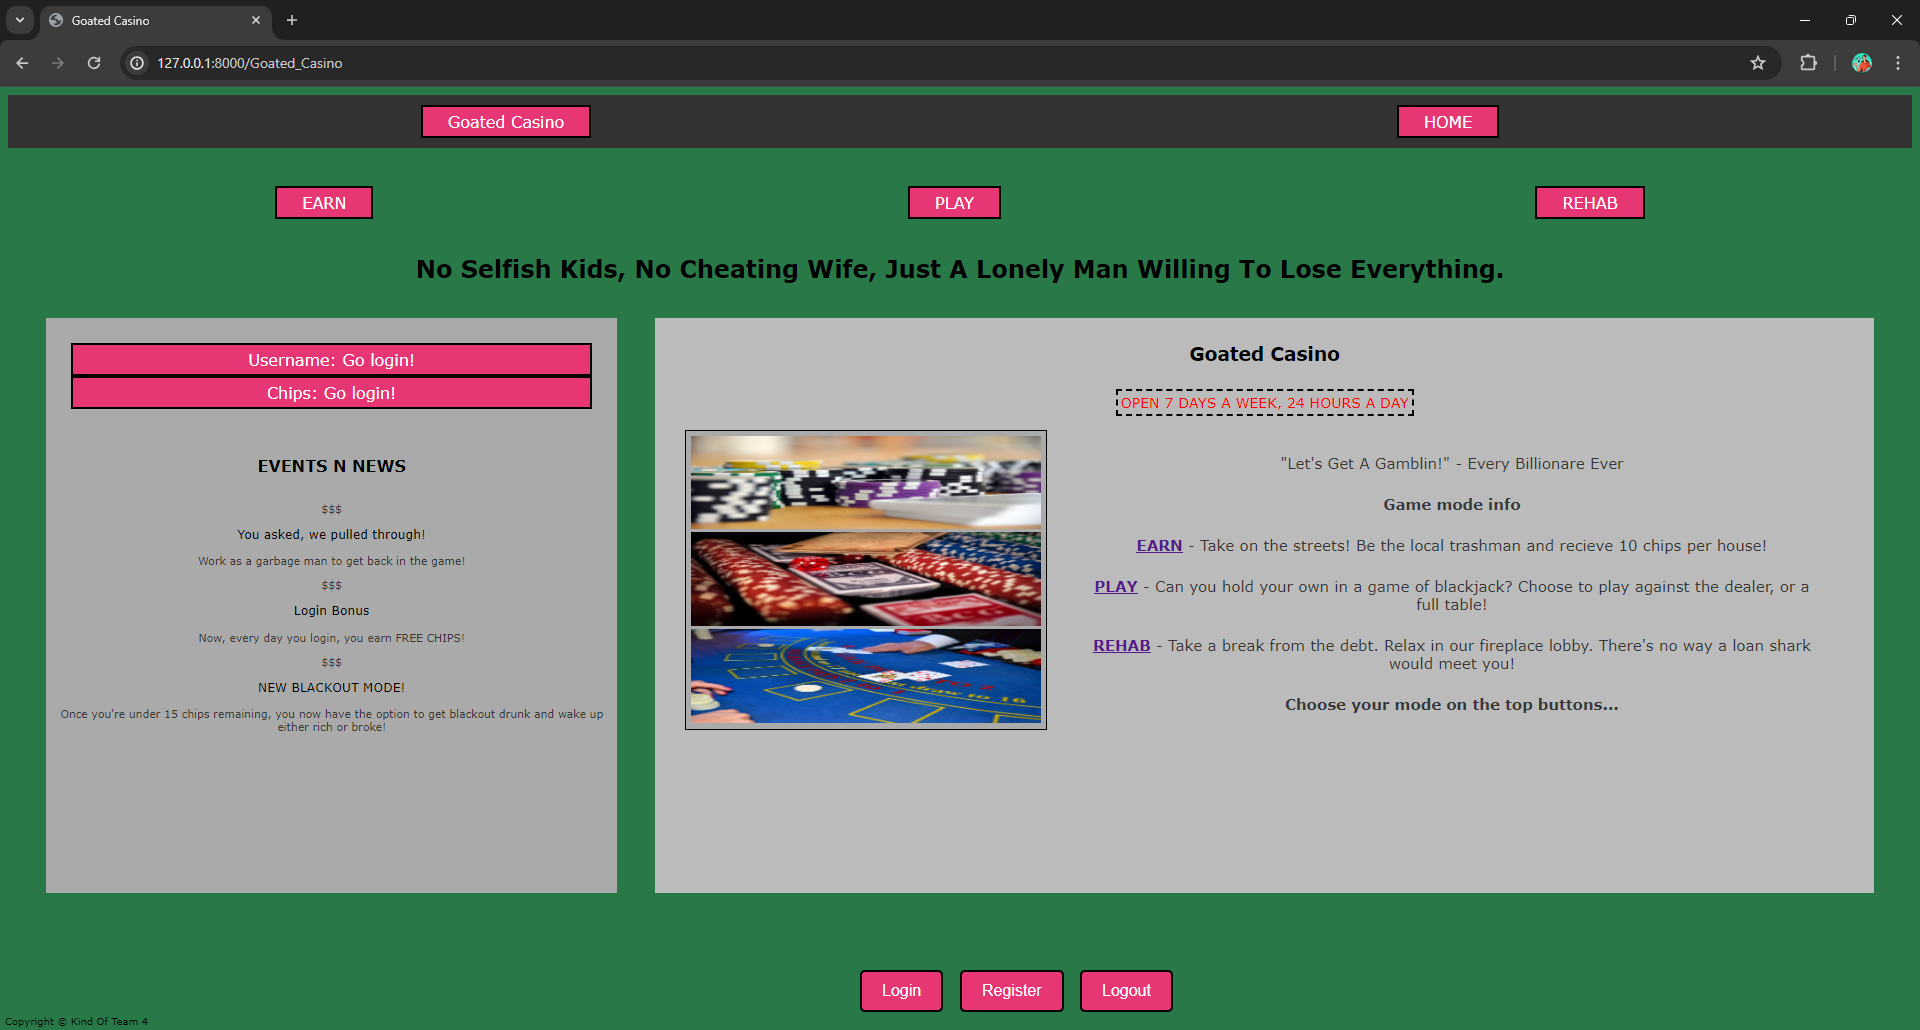 Goated Casino
127.0.0.1:8000/Goated_Casino
Goated Casino
HOME
EARN
PLAY
REHAB
No Selfish Kids, No Cheating Wife, Just A Lonely Man Willing To Lose Everything.
Username: Go login!
Chips: Go login!
EVENTS N NEWS
$$$
You asked, we pulled through!
Work as a garbage man to get back in the game!
$$$
Login Bonus
Now, every day you login, you earn FREE CHIPS!
$$$
NEW BLACKOUT MODE!
Once you're under 15 chips remaining, you now have the option to get blackout drunk and wake up
either rich or broke!
Goated Casino
OPEN 7 DAYS A WEEK, 24 HOURS A DAY
"Let's Get A Gamblin!" - Every Billionare Ever
Game mode info
EARN - Take on the streets! Be the local trashman and recieve 10 chips per house!
PLAY - Can you hold your own in a game of blackjack? Choose to play against the dealer, or a
full table!
REHAB - Take a break from the debt. Relax in our fireplace lobby. There's no way a loan shark
would meet you!
Choose your mode on the top buttons...
Login
Register
Logout
Copyright © Kind Of Team 4